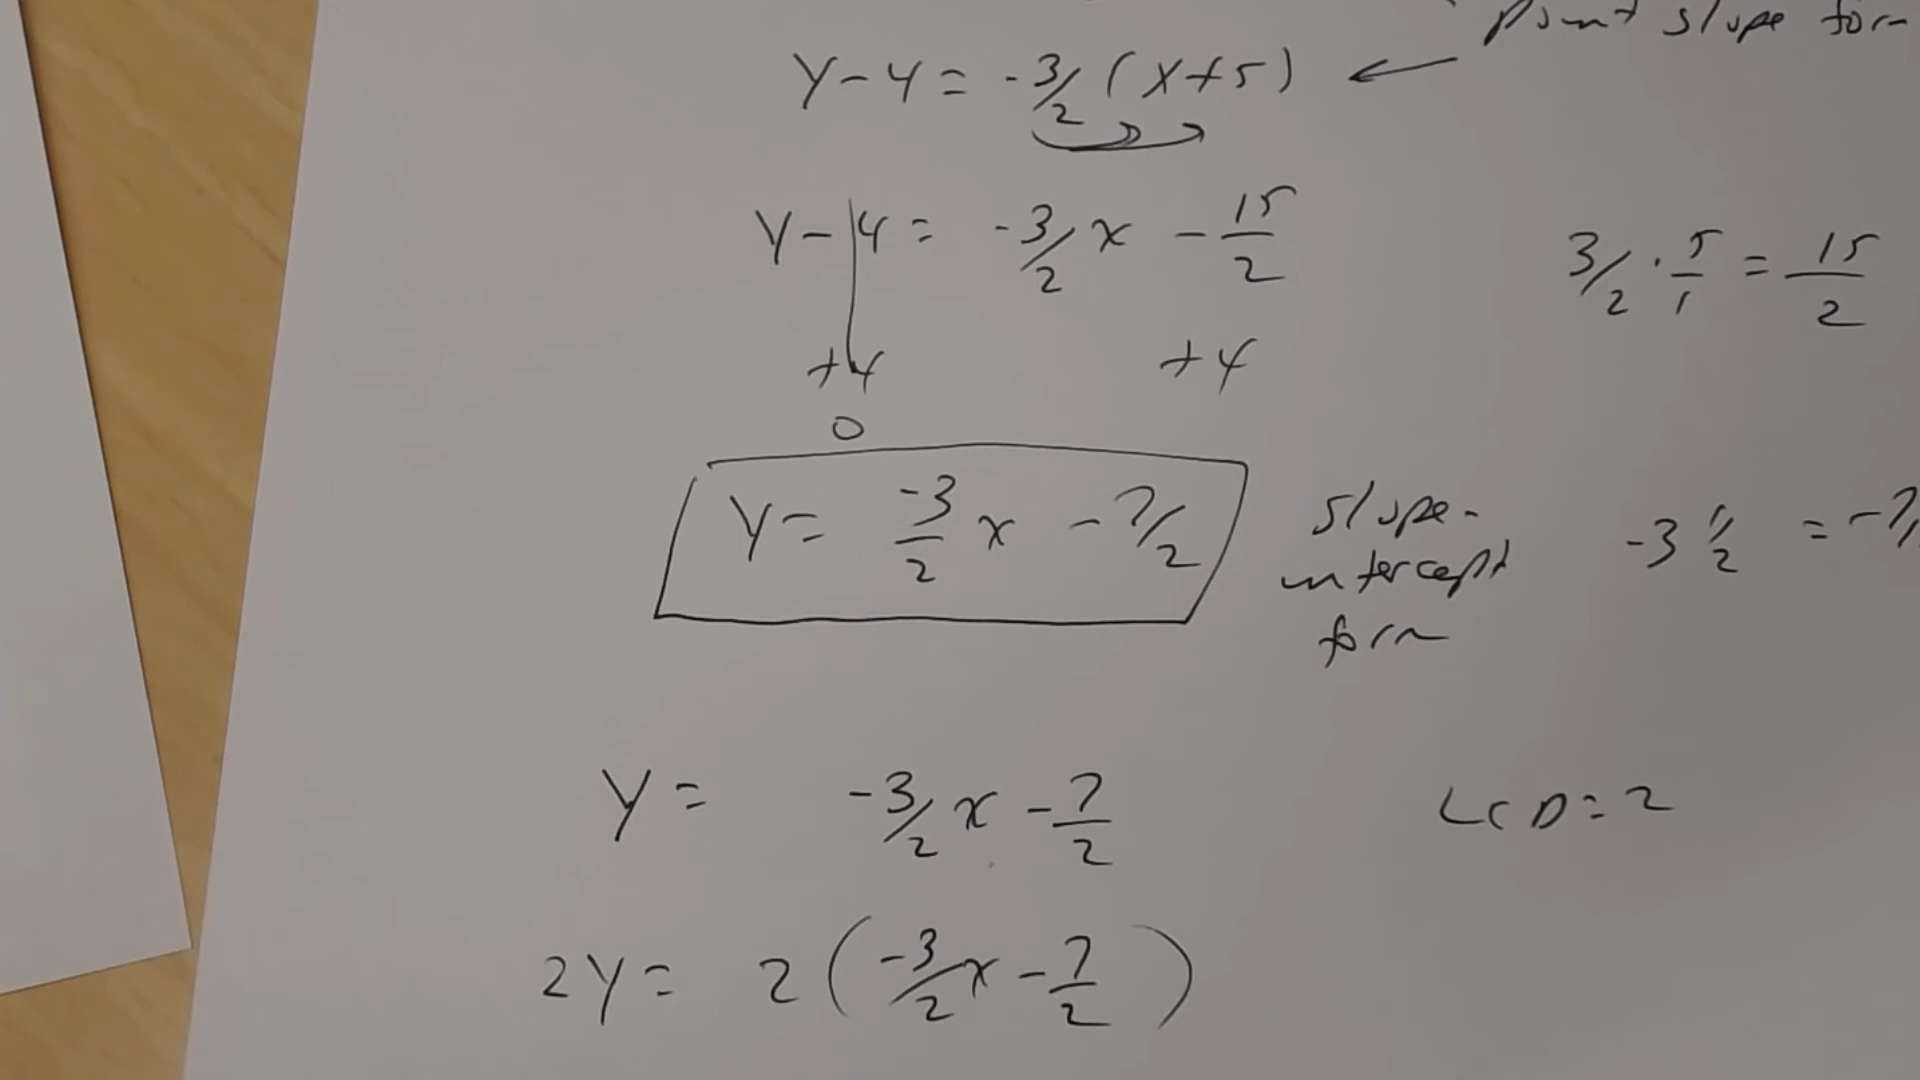 point slope form
y-4= -3/2 (x+5) ←
y-4= -3/2 x - 15/2
3/2 · 5/1 = 15/2
+4 +4
0
y= -3/2 x -7/2
slope-
intercept
form
-3 1/2 = -7/
y= -3/2 x - 7/2
LCD=2
2y= 2(-3/2 x - 7/2)